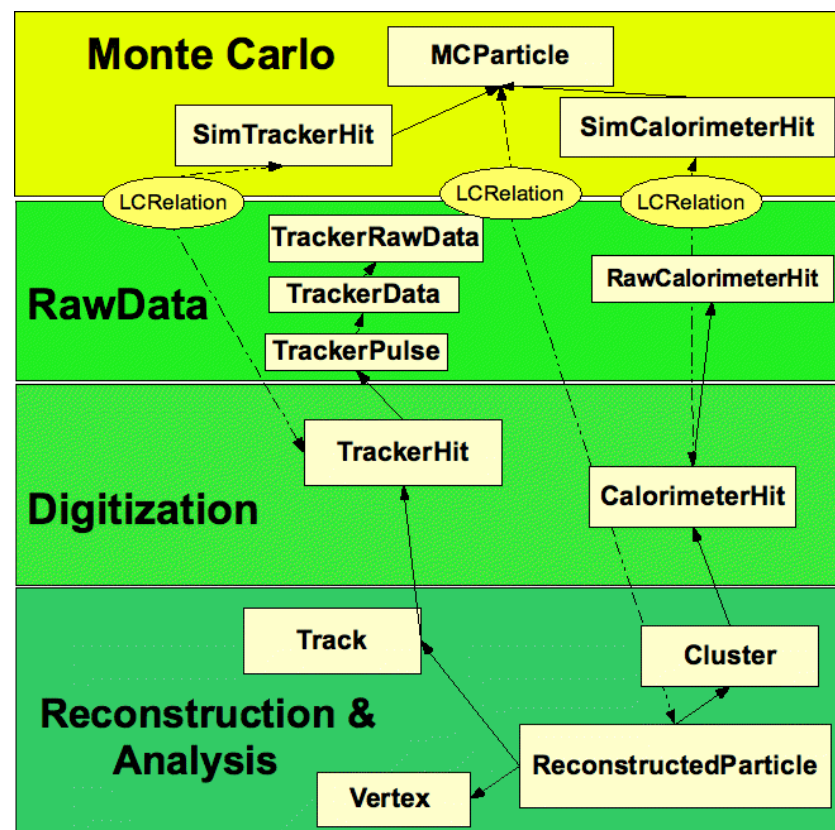 Monte Carlo
MCParticle
SimTrackerHit
SimCalorimeterHit
LCRelation
LCRelation
LCRelation
RawData
TrackerRawData
TrackerData
TrackerPulse
RawCalorimeterHit
Digitization
TrackerHit
CalorimeterHit
Reconstruction &
Analysis
Track
Cluster
ReconstructedParticle
Vertex